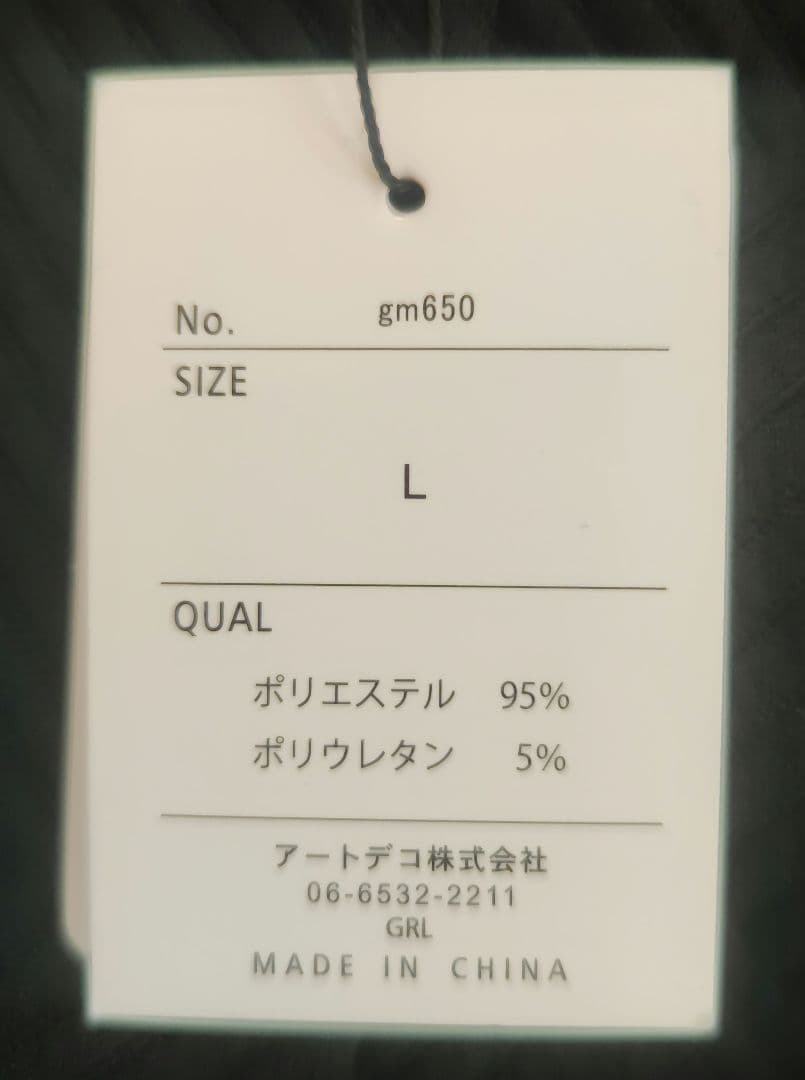 No. gm650
SIZE
L
QUAL
ポリエステル 95%
ポリウレタン 5%
アートデコ株式会社
06-6532-2211
GRL
MADE IN CHINA